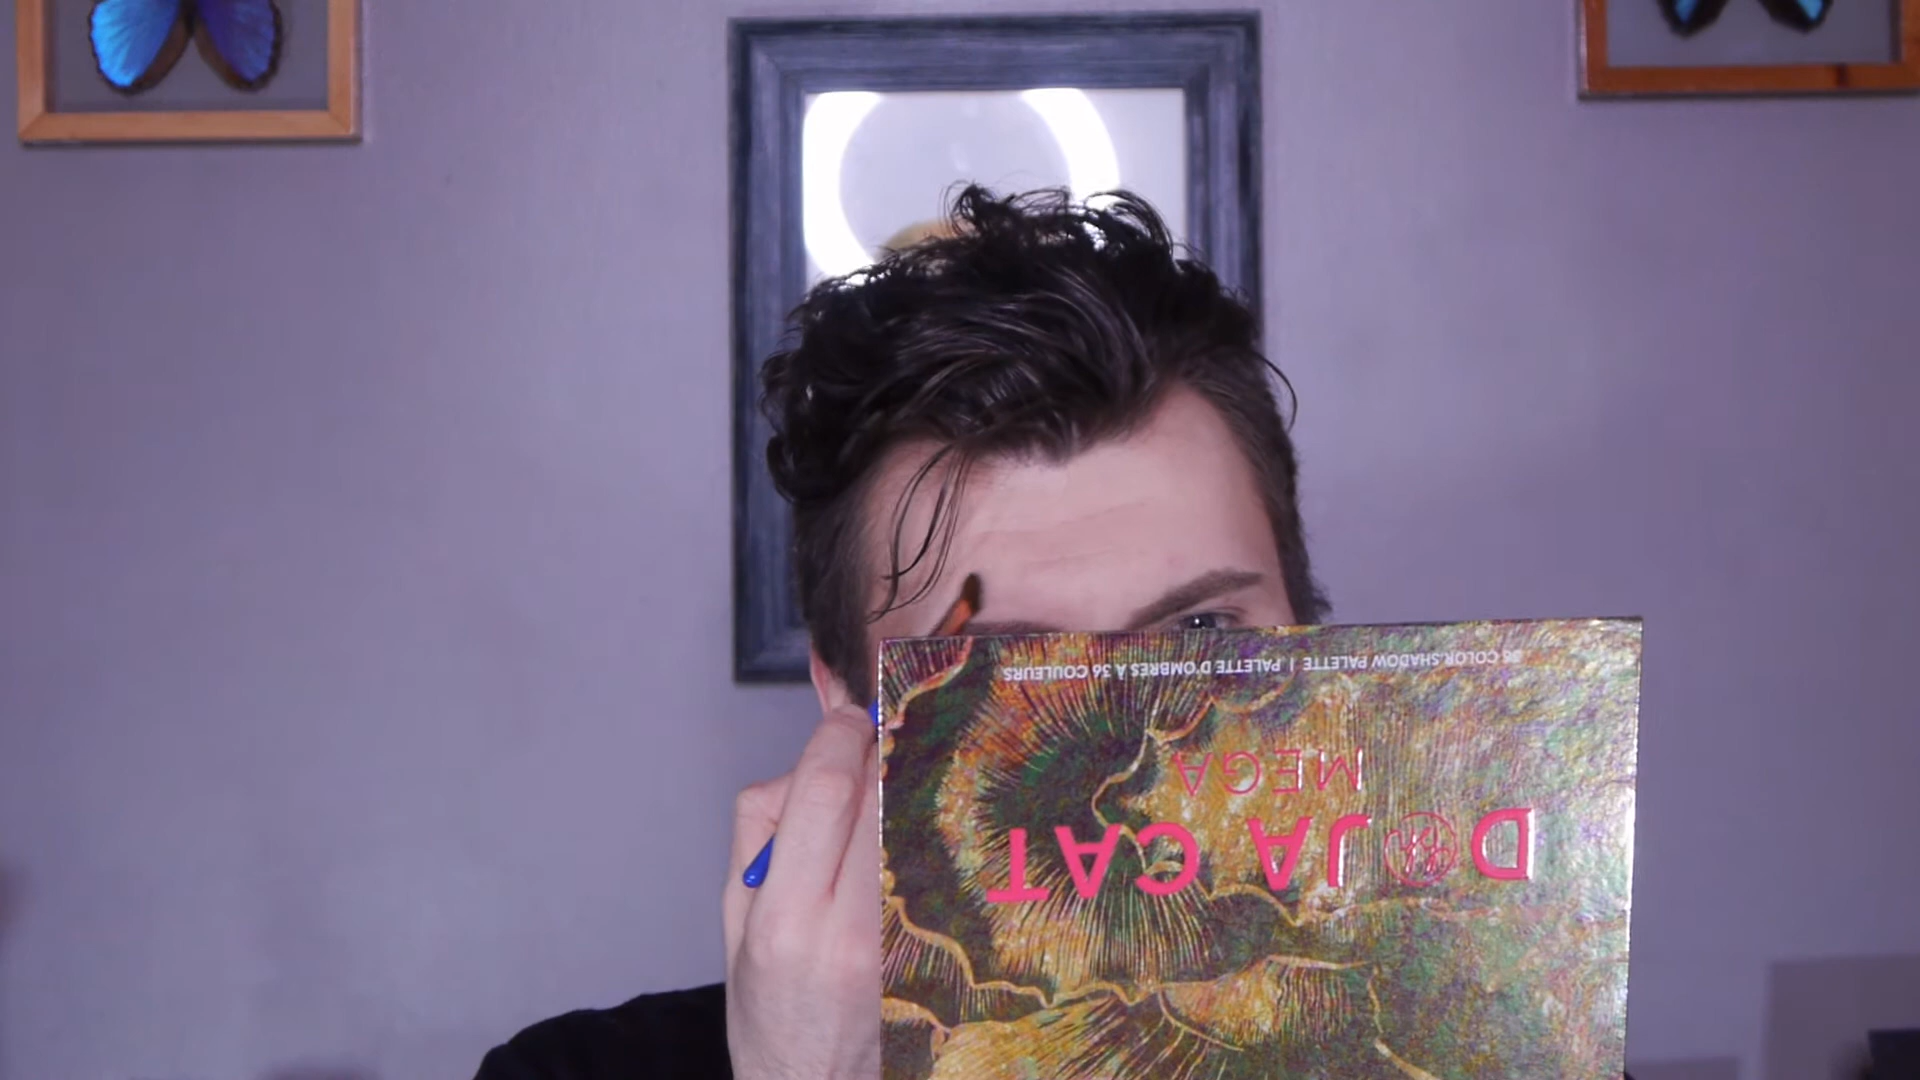 36 COLOR SHADOW PALETTE | PALETTE D'OMBRES À 36 COULEURS
MEGA
DOJA CAT